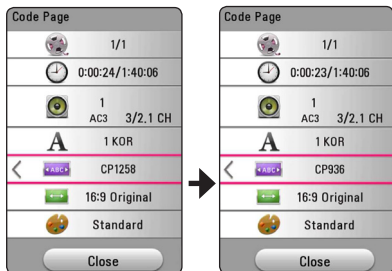 Code Page
1/1
0:00:24/1:40:06
1
AC3 3/2.1 CH
A 1 KOR
ABC CP1258
16:9 Original
Standard
Close
Code Page
1/1
0:00:23/1:40:06
1
AC3 3/2.1 CH
A 1 KOR
ABC CP936
16:9 Original
Standard
Close